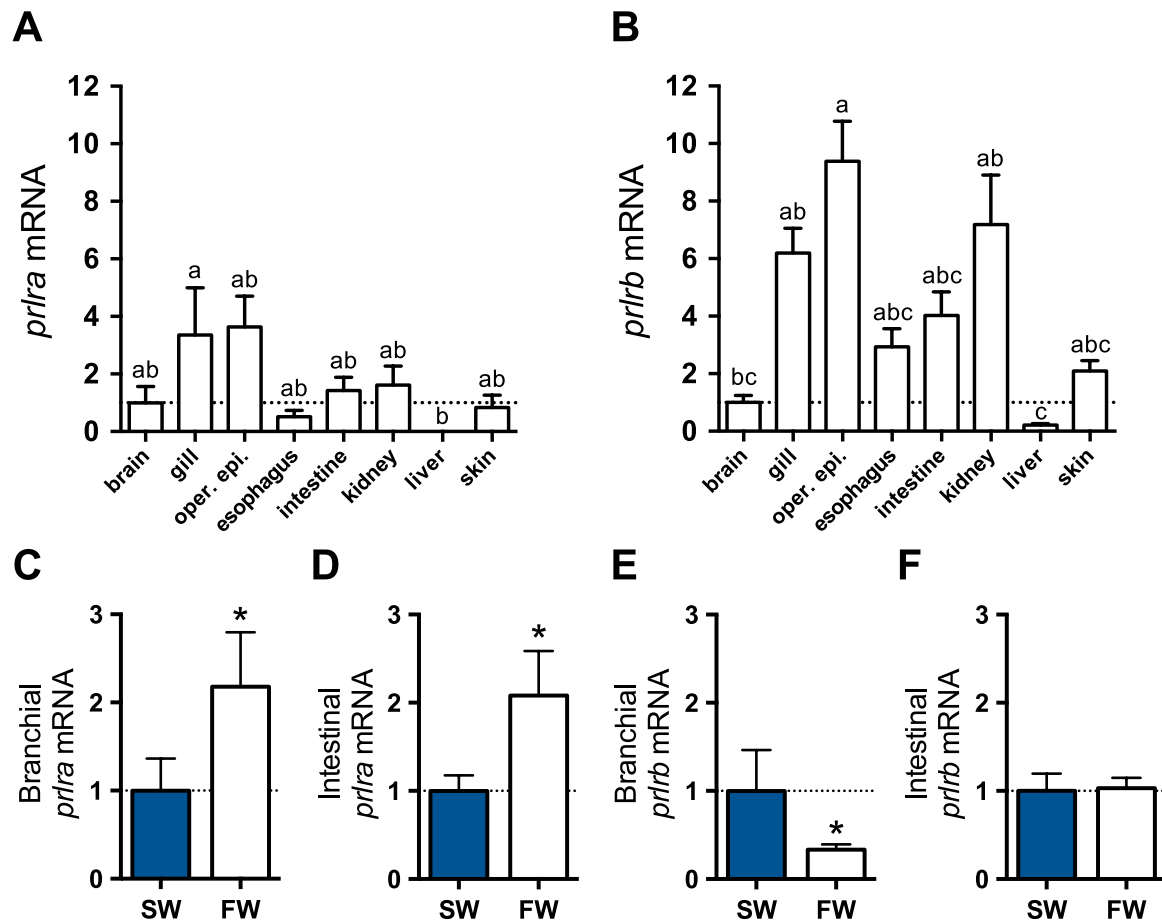 A
prlra mRNA
12
10
8
6
4
2
0
ab
a
ab
ab
ab
ab
b
ab
brain
gill
oper. epi.
esophagus
intestine
kidney
liver
skin
B
prlrb mRNA
12
10
8
6
4
2
0
bc
ab
a
abc
abc
ab
c
abc
brain
gill
oper. epi.
esophagus
intestine
kidney
liver
skin
C
Branchial
prlra mRNA
3
2
1
0
*
SW FW
D
Intestinal
prlra mRNA
3
2
1
0
*
SW FW
E
Branchial
prlrb mRNA
3
2
1
0
*
SW FW
F
Intestinal
prlrb mRNA
3
2
1
0
SW FW